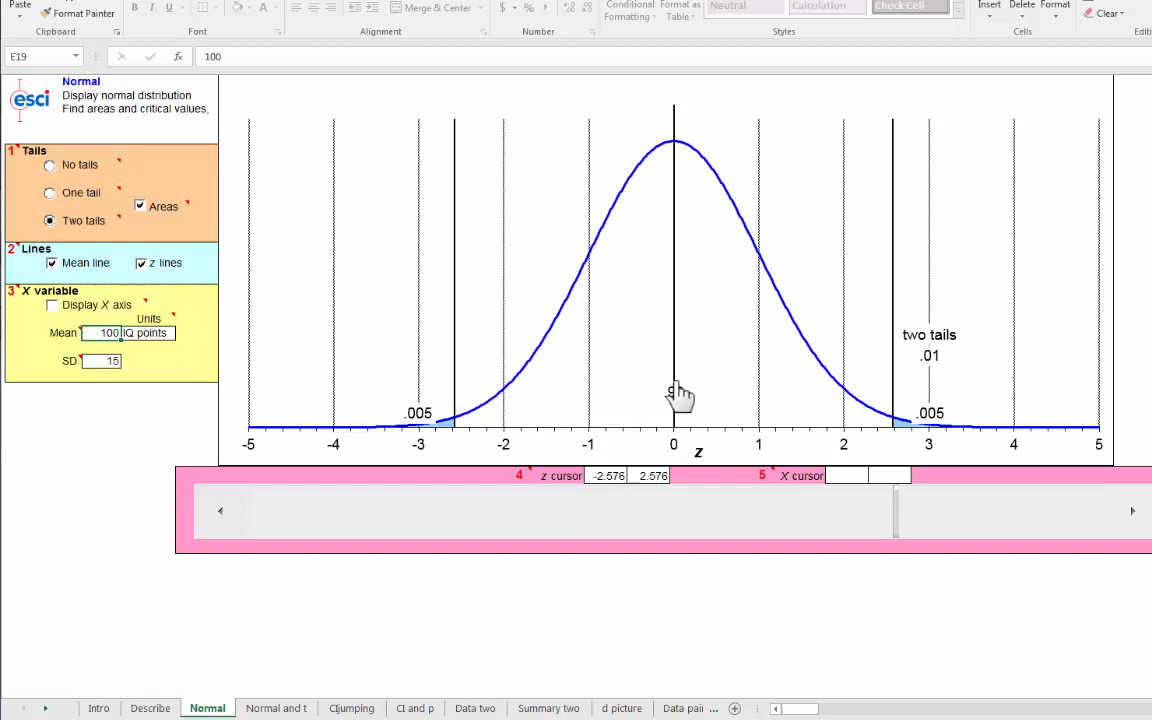 Paste
Format Painter
B I U
A
Merge & Center
$ % ,
Conditional Formatting
Format as Table
Neutral
Calculation
Check Cell
Insert
Delete
Format
Clear
Clipboard
Font
Alignment
Number
Styles
Cells
Editi
E19
fx
100
esci
Normal
Display normal distribution
Find areas and critical values,
1 Tails
No tails
One tail
Areas
Two tails
2 Lines
Mean line
z lines
3 X variable
Display X axis
Units
Mean 100 IQ points
SD 15
two tails
.01
.005
.005
-5 -4 -3 -2 -1 0 1 2 3 4 5
z
4 z cursor -2.576 2.576
5 X cursor
Intro
Describe
Normal
Normal and t
CIjumping
CI and p
Data two
Summary two
d picture
Data pair ...